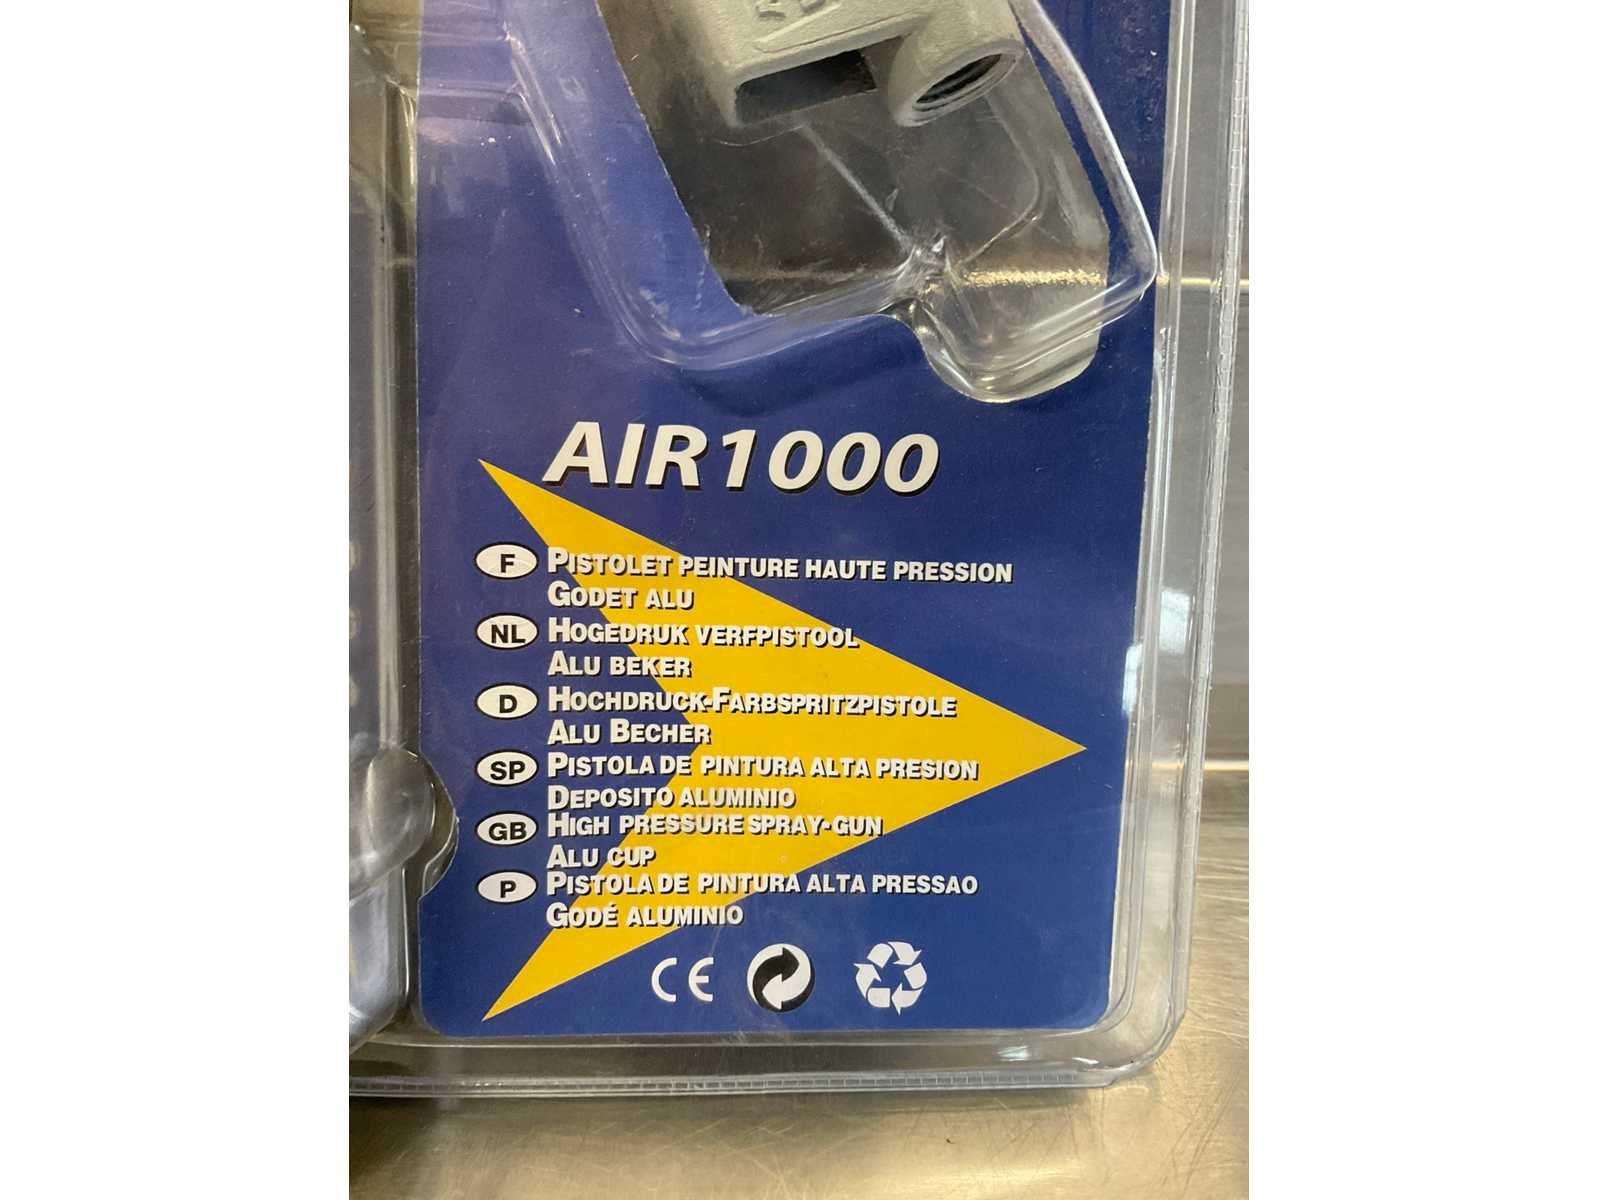 AIR1000
F PISTOLET PEINTURE HAUTE PRESSION
GODET ALU
NL HOGEDRUK VERFPISTOOL
ALU BEKER
D HOCHDRUCK-FARBSPRITZPISTOLE
ALU BECHER
SP PISTOLA DE PINTURA ALTA PRESION
DEPOSITO ALUMINIO
GB HIGH PRESSURE SPRAY-GUN
ALU CUP
P PISTOLA DE PINTURA ALTA PRESSAO
GODÉ ALUMINIO
CE